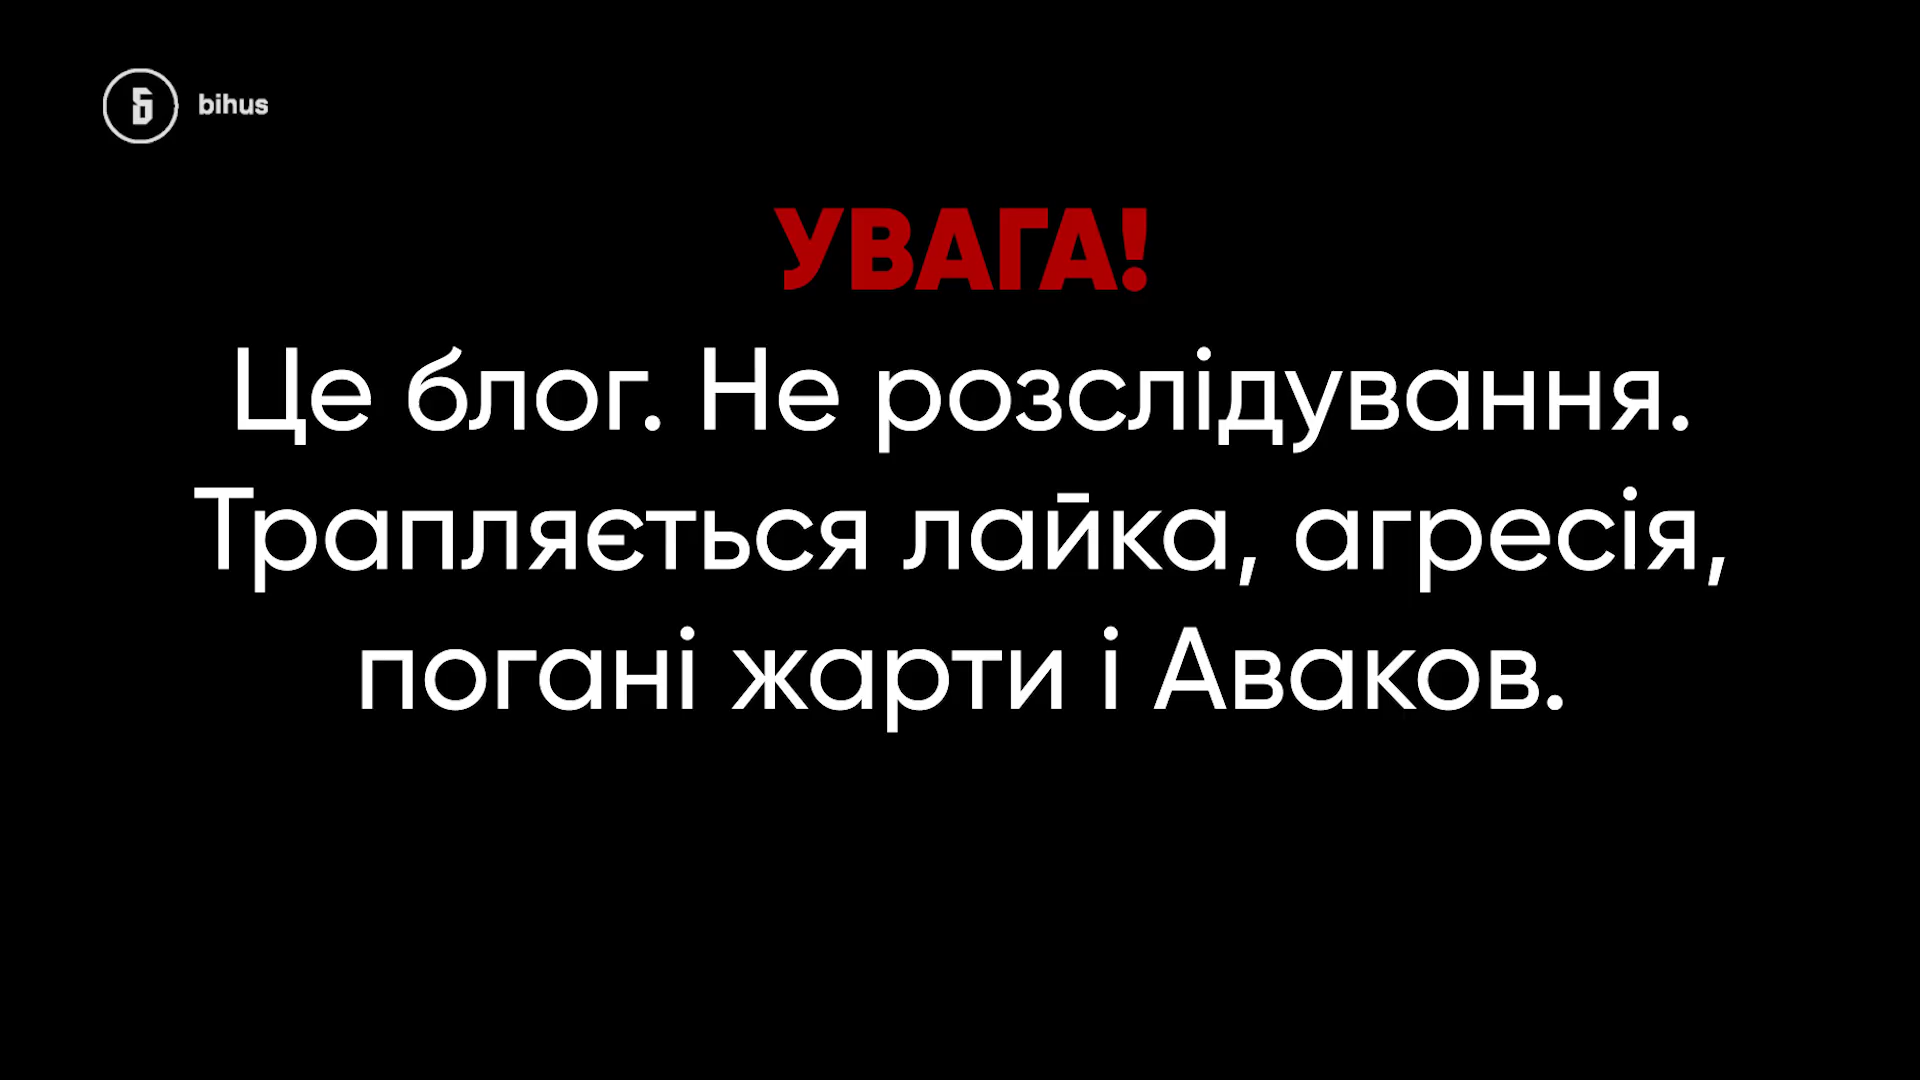 bihus
УВАГА!
Це блог. Не розслідування.
Трапляється лайка, агресія,
погані жарти і Аваков.